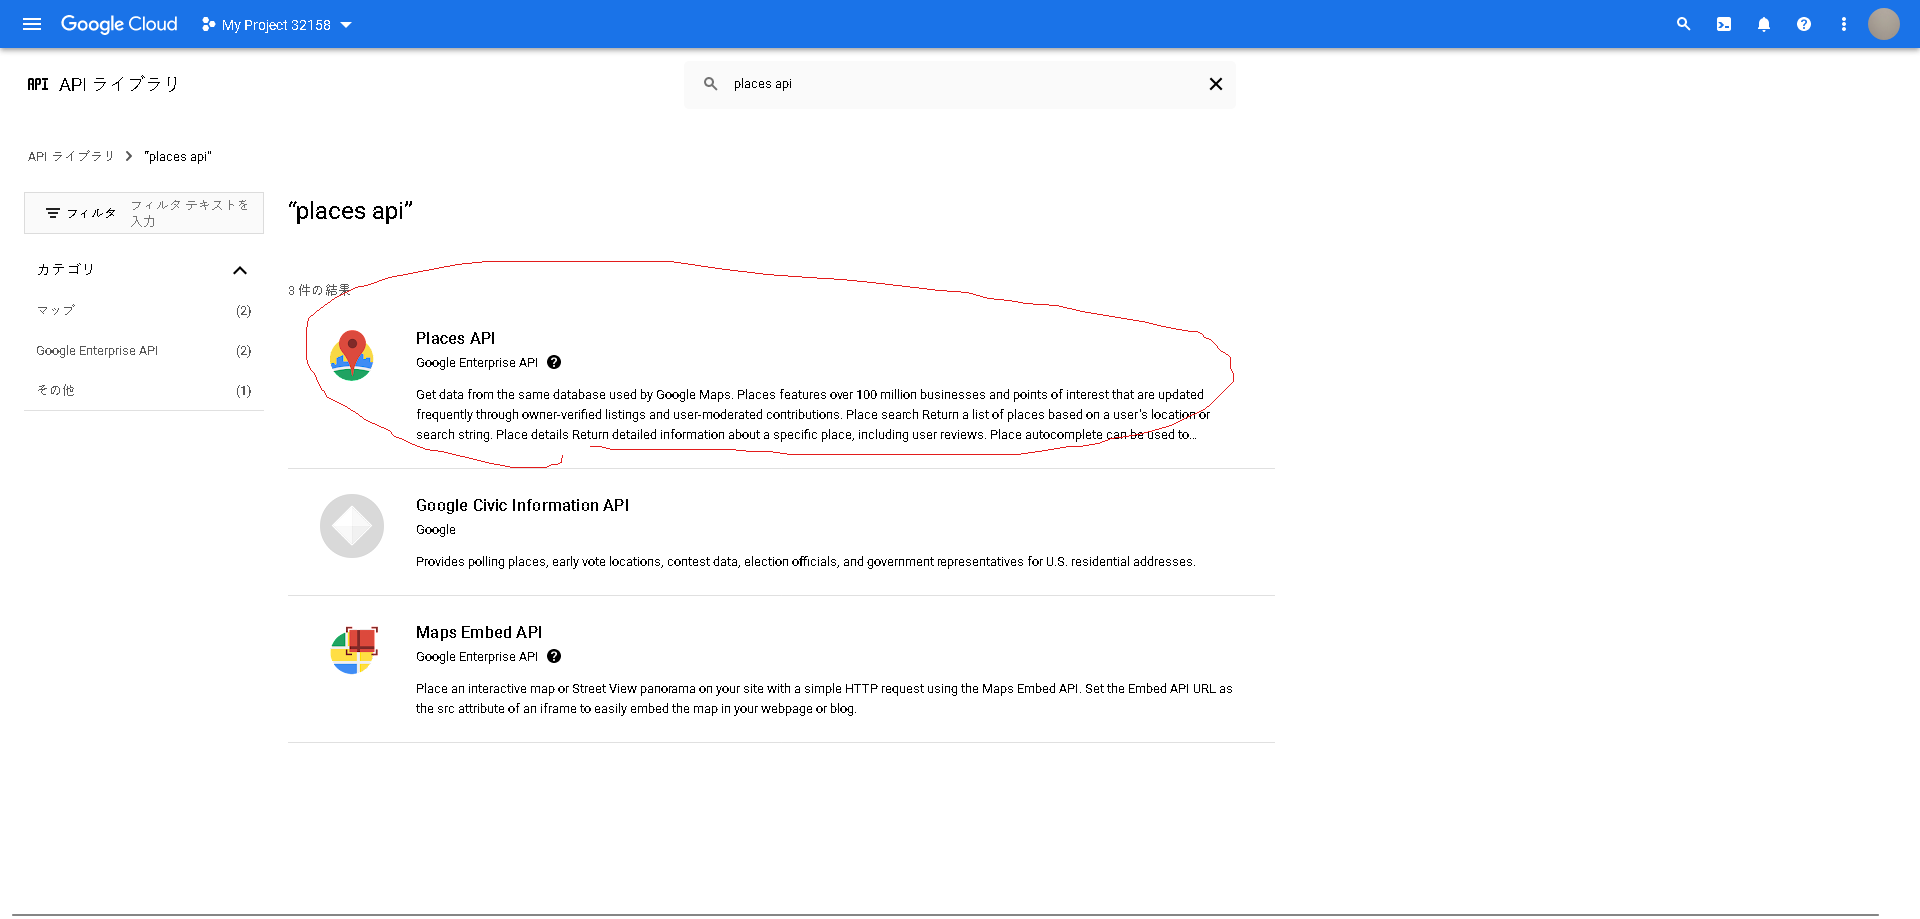 Google Cloud
My Project 32158
API API ライブラリ
places api
API ライブラリ
"places api"
フィルタ
フィルタ テキストを
入力
カテゴリ
マップ (2)
Google Enterprise API (2)
その他 (1)
“places api”
3 件の結果
Places API
Google Enterprise API
Get data from the same database used by Google Maps. Places features over 100 million businesses and points of interest that are updated
frequently through owner-verified listings and user-moderated contributions. Place search Return a list of places based on a user's location or
search string. Place details Return detailed information about a specific place, including user reviews. Place autocomplete can be used to…
Google Civic Information API
Google
Provides polling places, early vote locations, contest data, election officials, and government representatives for U.S. residential addresses.
Maps Embed API
Google Enterprise API
Place an interactive map or Street View panorama on your site with a simple HTTP request using the Maps Embed API. Set the Embed API URL as
the src attribute of an iframe to easily embed the map in your webpage or blog.